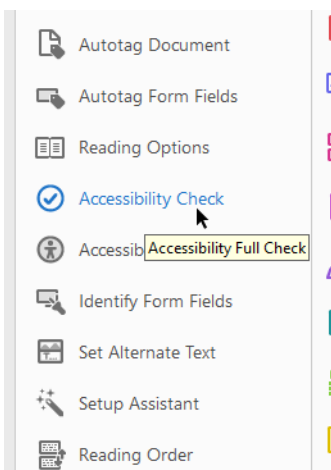 Autotag Document
Autotag Form Fields
Reading Options
Accessibility Check
Accessib
Accessibility Full Check
Identify Form Fields
Set Alternate Text
Setup Assistant
Reading Order